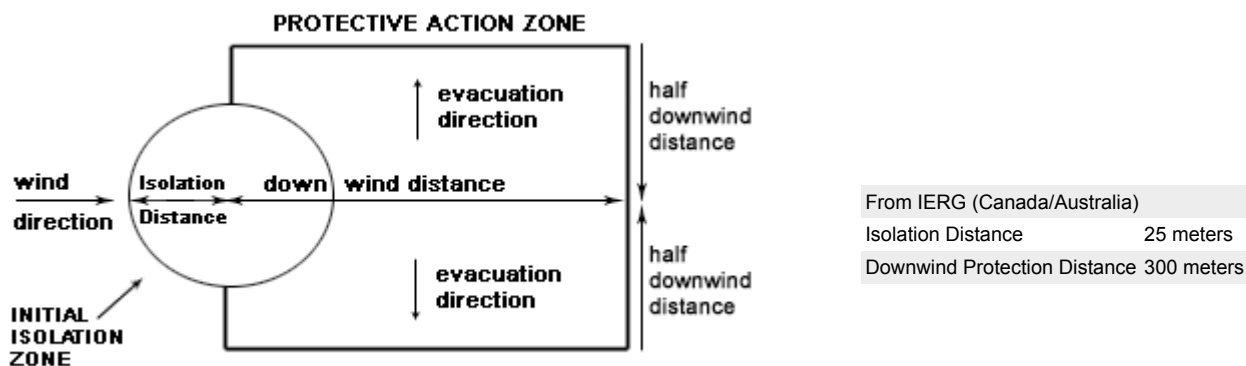 PROTECTIVE ACTION ZONE
evacuation
direction
half
downwind
distance
wind
direction
Isolation
Distance
down wind distance
evacuation
direction
half
downwind
distance
INITIAL
ISOLATION
ZONE
From IERG (Canada/Australia)
Isolation Distance 25 meters
Downwind Protection Distance 300 meters